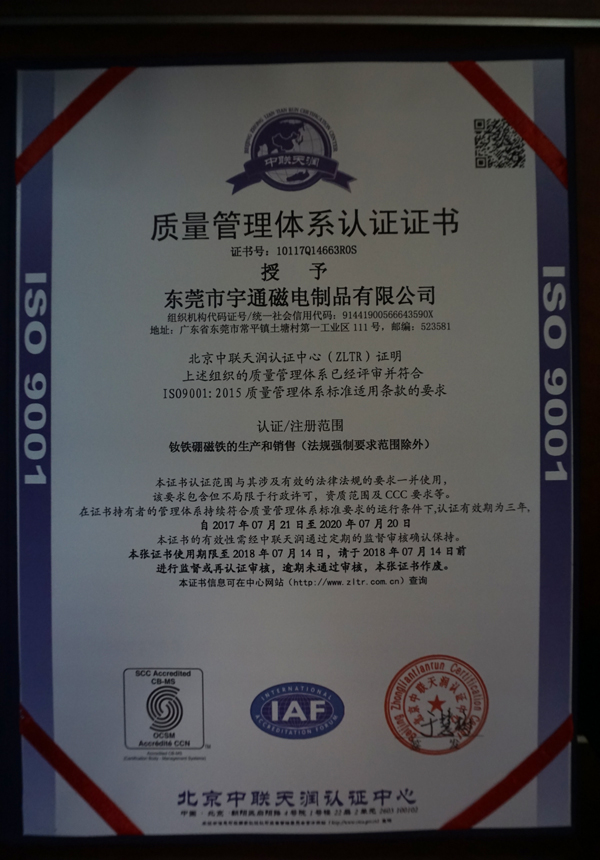 中联天润
质量管理体系认证证书
证书号：10117Q14663R0S
授 予
东莞市宇通磁电制品有限公司
组织机构代码证号/统一社会信用代码：91441900566643590X
地址：广东省东莞市常平镇土塘村第一工业区 111 号，邮编：523581
ISO 9001
ISO 9001
北京中联天润认证中心（ZLTR）证明
上述组织的质量管理体系已经评审并符合
ISO9001:2015 质量管理体系标准适用条款的要求
认证/注册范围
钕铁硼磁铁的生产和销售（法规强制要求范围除外）
本证书认证范围与其涉及有效的法律法规的要求一并使用，
该要求包含但不局限于行政许可，资质范围及 CCC 要求等。
在证书持有者的管理体系持续符合质量管理体系标准要求的运行条件下,认证有效期为三年,
自 2017 年 07 月 21 日至 2020 年 07 月 20 日
本证书的有效性需经中联天润通过定期的监督审核确认保持。
本张证书使用期限至 2018 年 07 月 14 日，请于 2018 年 07 月 14 日前
进行监督或再认证审核，逾期未通过审核，本张证书作废。
本证书信息可在中心网站（http://www.zltr.com.cn）查询
SCC Accredited
CB-MS
OCSM
Accrédité CCN
INTERNATIONAL
IAF
ACCREDITATION FORUM
Beijing Zhongliantianrun Certification Center
北京中联天润认证中心
北京中联天润认证中心